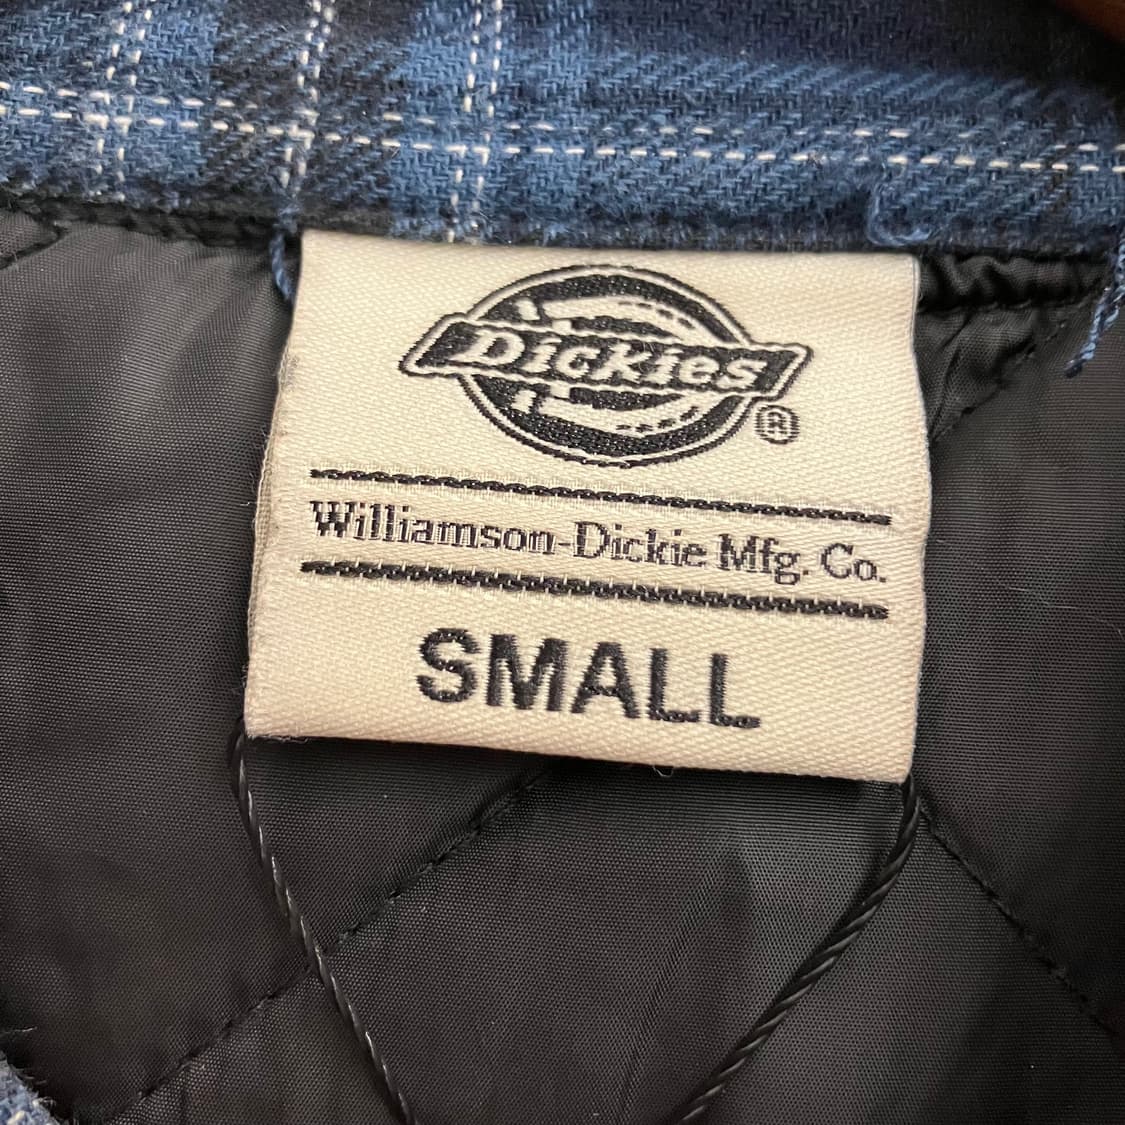 Dickies
®
Williamson-Dickie Mfg. Co.
SMALL